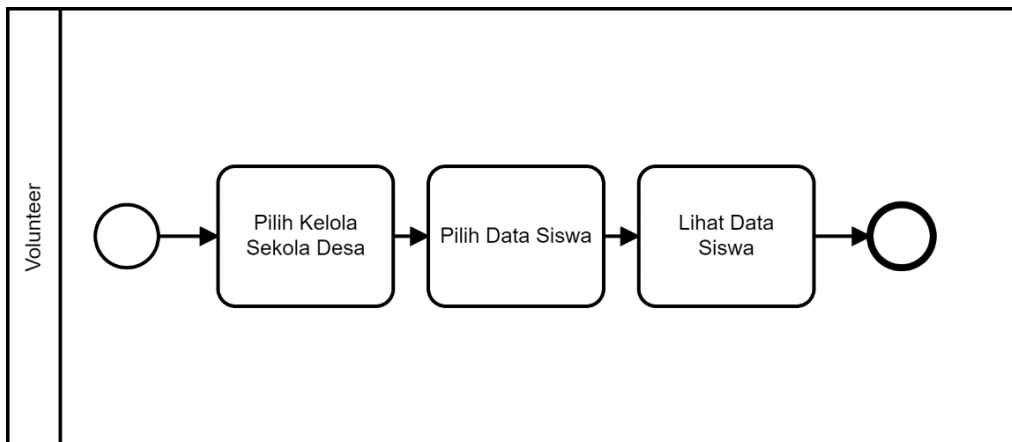 Volunteer
Pilih Kelola
Sekola Desa
Pilih Data Siswa
Lihat Data
Siswa